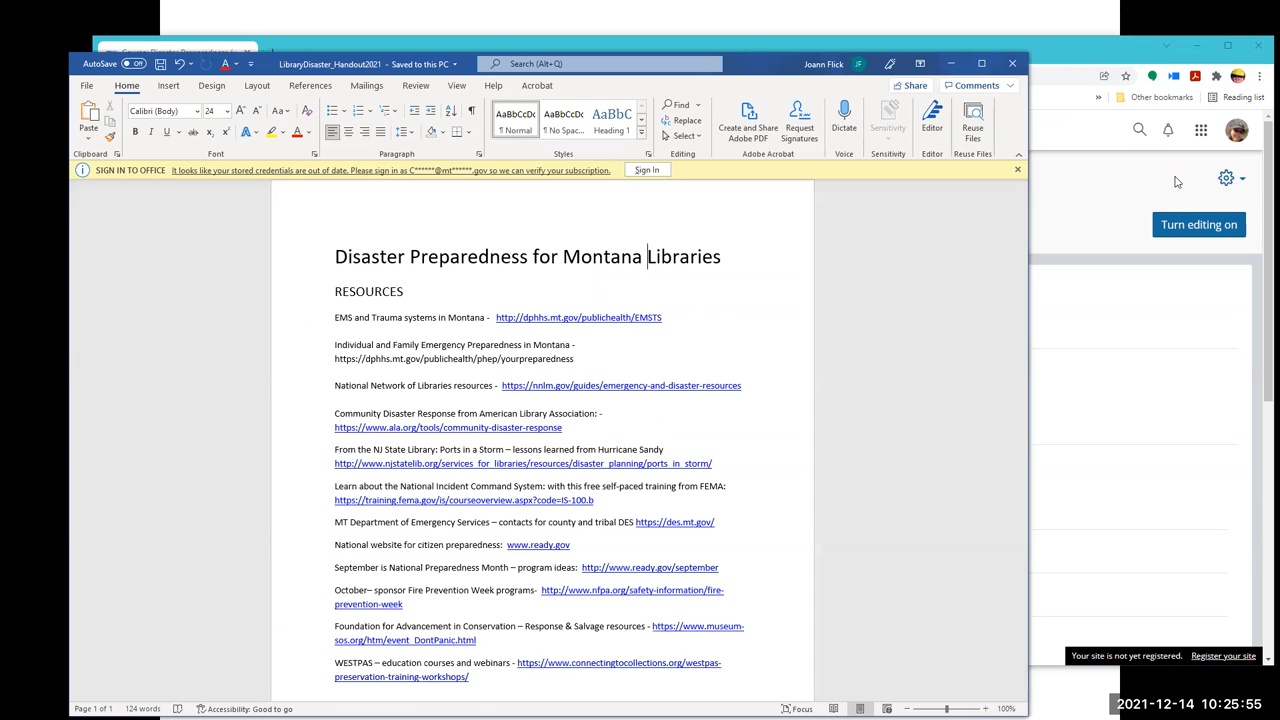 AutoSave Off
LibraryDisaster_Handout2021 - Saved to this PC
Search (Alt+Q)
Joann Flick JF
File Home Insert Draw Design Layout References Mailings Review View Help Acrobat
Share Comments
Other bookmarks Reading list
Paste
Calibri (Body) 24
AaBbCcDc AaBbCcDc AaBbC
¶ Normal ¶ No Spac... Heading 1
Find
Replace
Select
Create and Share Adobe PDF
Request Signatures
Dictate
Sensitivity
Editor
Reuse Files
Clipboard Font Paragraph Styles Editing Adobe Acrobat Voice Sensitivity Editor Reuse Files
SIGN IN TO OFFICE It looks like your stored credentials are out of date. Please sign in as C******@mt******.gov so we can verify your subscription. Sign In
Turn editing on
Disaster Preparedness for Montana Libraries
RESOURCES
EMS and Trauma systems in Montana - http://dphhs.mt.gov/publichealth/EMSTS
Individual and Family Emergency Preparedness in Montana -
https://dphhs.mt.gov/publichealth/phep/yourpreparedness
National Network of Libraries resources - https://nnlm.gov/guides/emergency-and-disaster-resources
Community Disaster Response from American Library Association: -
https://www.ala.org/tools/community-disaster-response
From the NJ State Library: Ports in a Storm – lessons learned from Hurricane Sandy
http://www.njstatelib.org/services_for_libraries/resources/disaster_planning/ports_in_storm/
Learn about the National Incident Command System: with this free self-paced training from FEMA:
https://training.fema.gov/is/courseoverview.aspx?code=IS-100.b
MT Department of Emergency Services – contacts for county and tribal DES https://des.mt.gov/
National website for citizen preparedness: www.ready.gov
September is National Preparedness Month – program ideas: http://www.ready.gov/september
October– sponsor Fire Prevention Week programs- http://www.nfpa.org/safety-information/fire-
prevention-week
Foundation for Advancement in Conservation – Response & Salvage resources - https://www.museum-
sos.org/htm/event_DontPanic.html
WESTPAS – education courses and webinars - https://www.connectingtocollections.org/westpas-
preservation-training-workshops/
Your site is not yet registered. Register your site
Page 1 of 1 124 words Accessibility: Good to go Focus 100%
2021-12-14 10:25:55